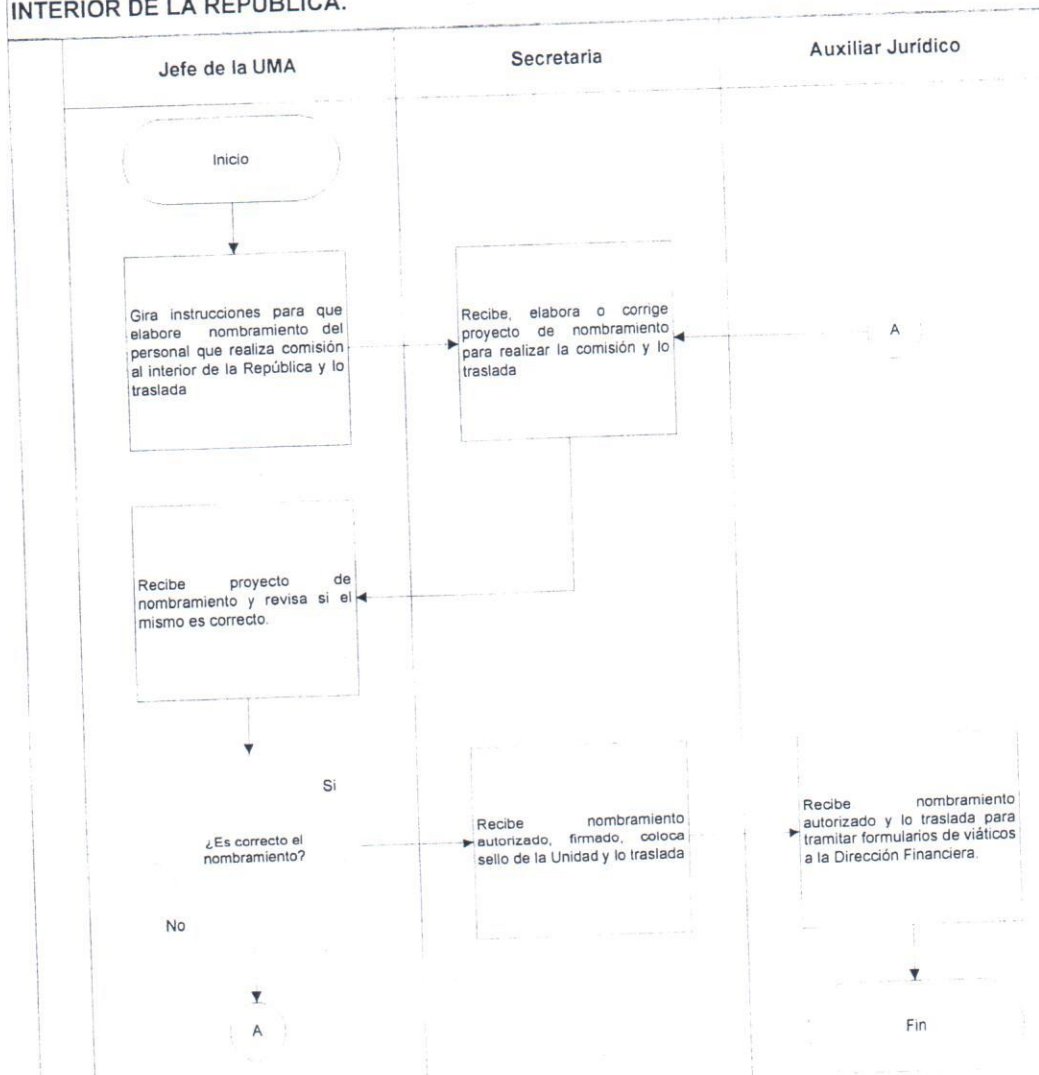 INTERIOR DE LA REPÚBLICA.
Jefe de la UMA
Secretaria
Auxiliar Jurídico
Inicio
Gira instrucciones para que
elabore nombramiento del
personal que realiza comisión
al interior de la República y lo
traslada
Recibe, elabora o corrige
proyecto de nombramiento
para realizar la comisión y lo
traslada
A
Recibe proyecto de
nombramiento y revisa si el
mismo es correcto.
Si
¿Es correcto el
nombramiento?
Recibe nombramiento
autorizado, firmado, coloca
sello de la Unidad y lo traslada
Recibe nombramiento
autorizado y lo traslada para
tramitar formularios de viáticos
a la Dirección Financiera.
No
A
Fin